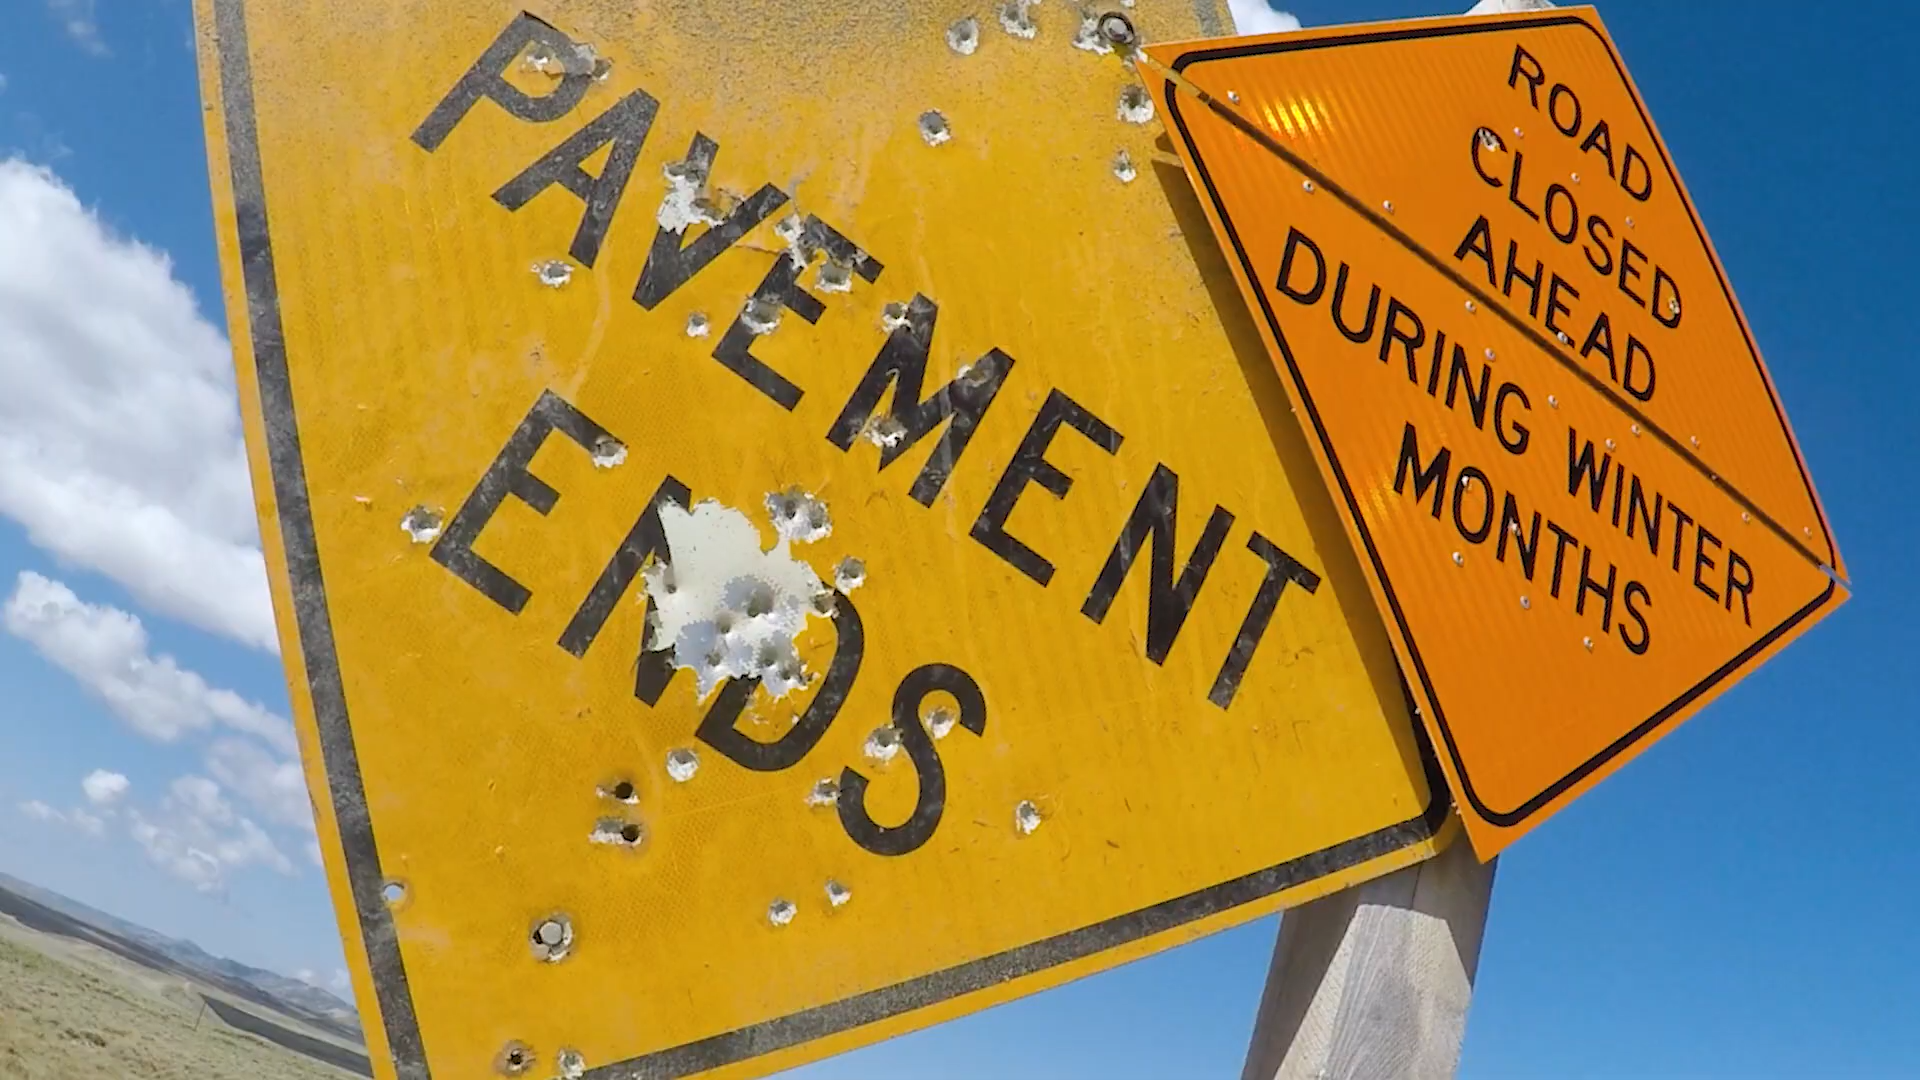 PAVEMENT
ENDS
ROAD
CLOSED
AHEAD
DURING WINTER
MONTHS